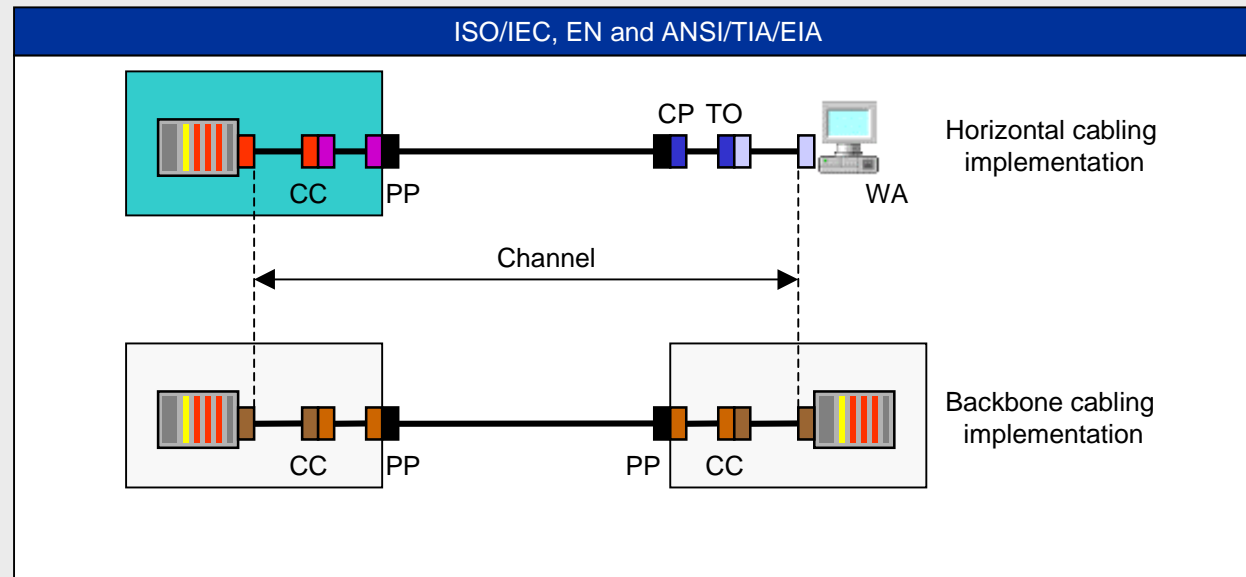 ISO/IEC, EN and ANSI/TIA/EIA
CP TO
Horizontal cabling
implementation
CC PP WA
Channel
Backbone cabling
implementation
CC PP PP CC